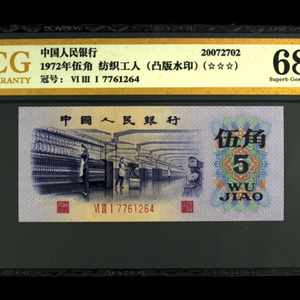 CG
RRANTY
中国人民银行
20072702
1972年伍角 纺织工人（凸版水印）（☆☆☆）
冠号： VI III I 7761264
68
Superb Gem
中国人民银行
伍角
5
WU
JIAO
VI III I 7761264